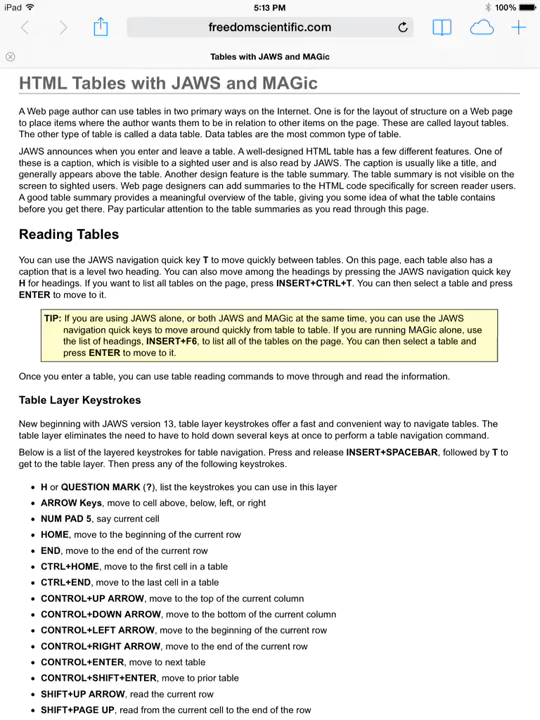 iPad 5:13 PM 100%
freedomscientific.com
Tables with JAWS and MAGic
HTML Tables with JAWS and MAGic
A Web page author can use tables in two primary ways on the Internet. One is for the layout of structure on a Web page
to place items where the author wants them to be in relation to other items on the page. These are called layout tables.
The other type of table is called a data table. Data tables are the most common type of table.
JAWS announces when you enter and leave a table. A well-designed HTML table has a few different features. One of
these is a caption, which is visible to a sighted user and is also read by JAWS. The caption is usually like a title, and
generally appears above the table. Another design feature is the table summary. The table summary is not visible on the
screen to sighted users. Web page designers can add summaries to the HTML code specifically for screen reader users.
A good table summary provides a meaningful overview of the table, giving you some idea of what the table contains
before you get there. Pay particular attention to the table summaries as you read through this page.
Reading Tables
You can use the JAWS navigation quick key T to move quickly between tables. On this page, each table also has a
caption that is a level two heading. You can also move among the headings by pressing the JAWS navigation quick key
H for headings. If you want to list all tables on the page, press INSERT+CTRL+T. You can then select a table and press
ENTER to move to it.
TIP: If you are using JAWS alone, or both JAWS and MAGic at the same time, you can use the JAWS
navigation quick keys to move around quickly from table to table. If you are running MAGic alone, use
the list of headings, INSERT+F6, to list all of the tables on the page. You can then select a table and
press ENTER to move to it.
Once you enter a table, you can use table reading commands to move through and read the information.
Table Layer Keystrokes
New beginning with JAWS version 13, table layer keystrokes offer a fast and convenient way to navigate tables. The
table layer eliminates the need to have to hold down several keys at once to perform a table navigation command.
Below is a list of the layered keystrokes for table navigation. Press and release INSERT+SPACEBAR, followed by T to
get to the table layer. Then press any of the following keystrokes.
• H or QUESTION MARK (?), list the keystrokes you can use in this layer
• ARROW Keys, move to cell above, below, left, or right
• NUM PAD 5, say current cell
• HOME, move to the beginning of the current row
• END, move to the end of the current row
• CTRL+HOME, move to the first cell in a table
• CTRL+END, move to the last cell in a table
• CONTROL+UP ARROW, move to the top of the current column
• CONTROL+DOWN ARROW, move to the bottom of the current column
• CONTROL+LEFT ARROW, move to the beginning of the current row
• CONTROL+RIGHT ARROW, move to the end of the current row
• CONTROL+ENTER, move to next table
• CONTROL+SHIFT+ENTER, move to prior table
• SHIFT+UP ARROW, read the current row
• SHIFT+PAGE UP, read from the current cell to the end of the row